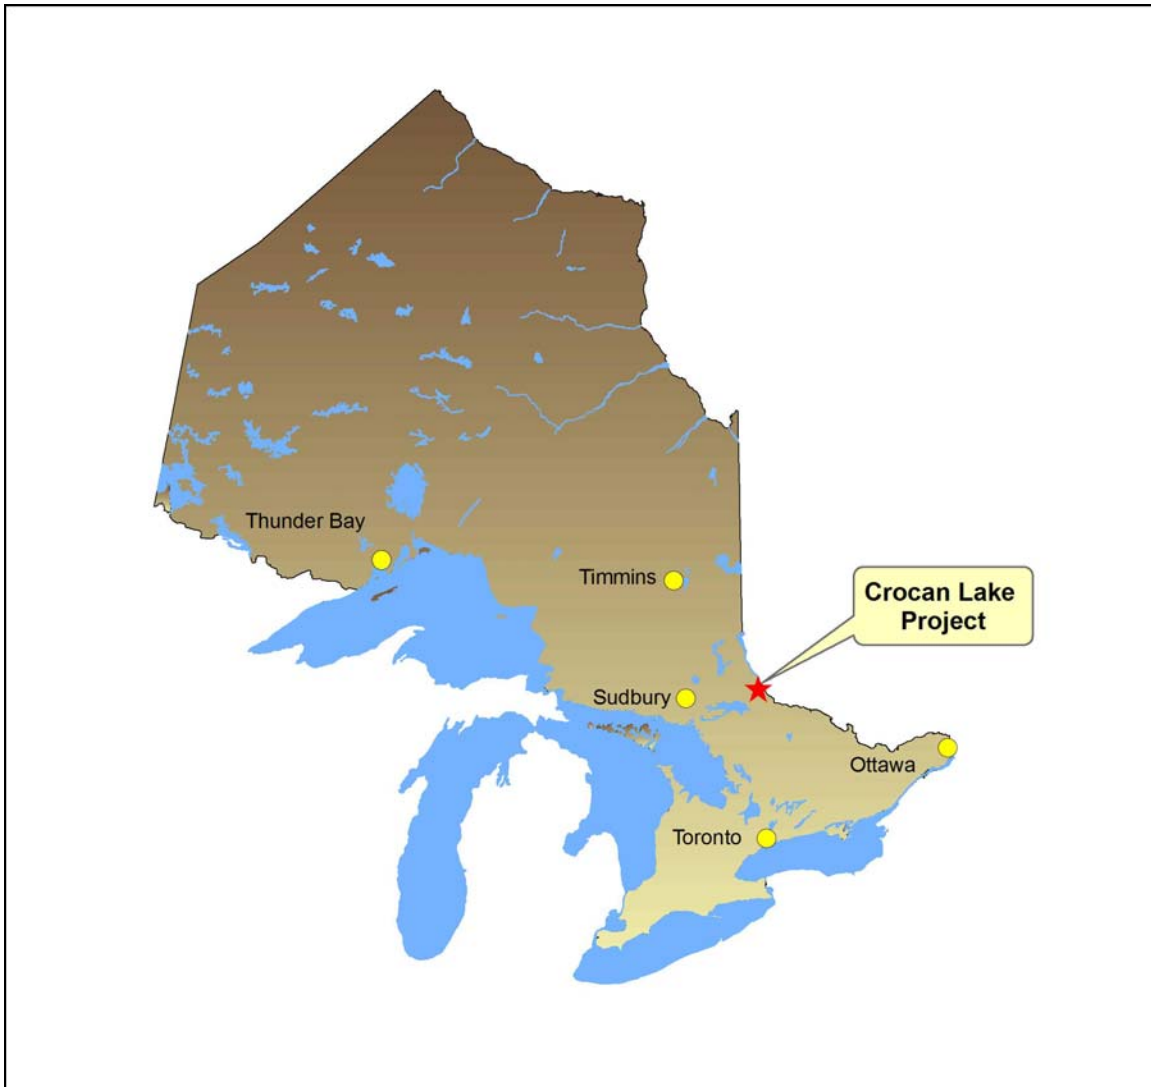 Thunder Bay
Timmins
Crocan Lake
Project
Sudbury
Ottawa
Toronto